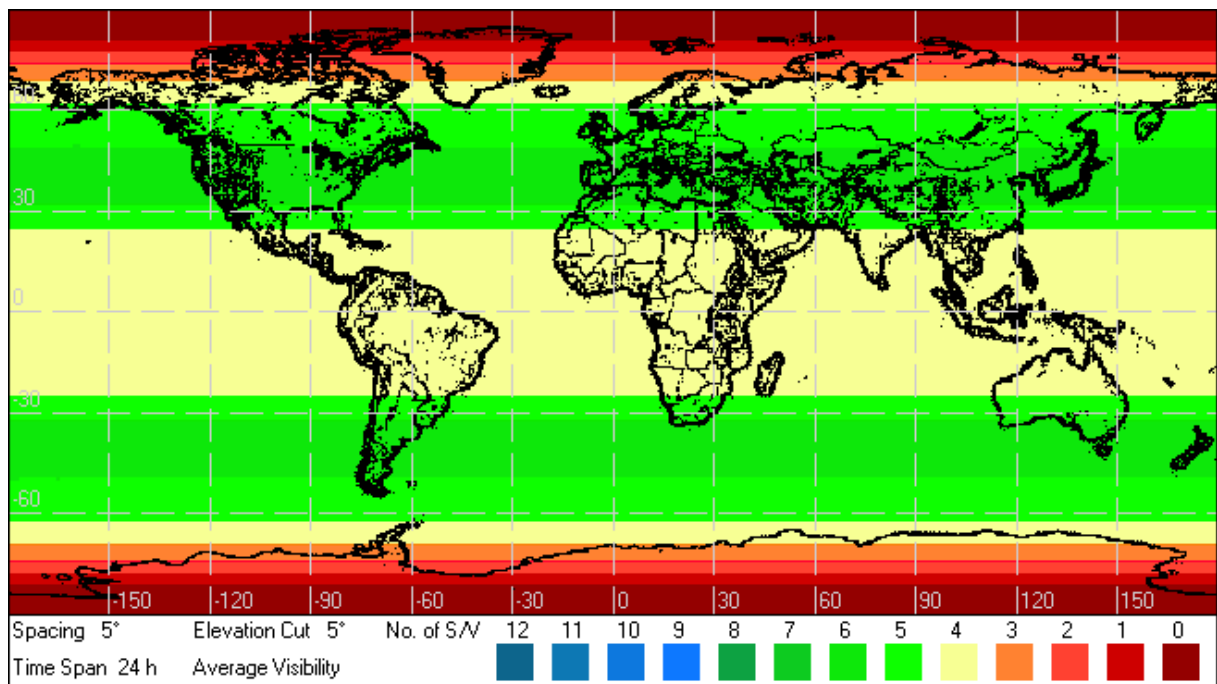 60
30
0
-30
-60
-150 -120 -90 -60 -30 0 30 60 90 120 150
Spacing 5° Elevation Cut 5° No. of S/V 12 11 10 9 8 7 6 5 4 3 2 1 0
Time Span 24 h Average Visibility